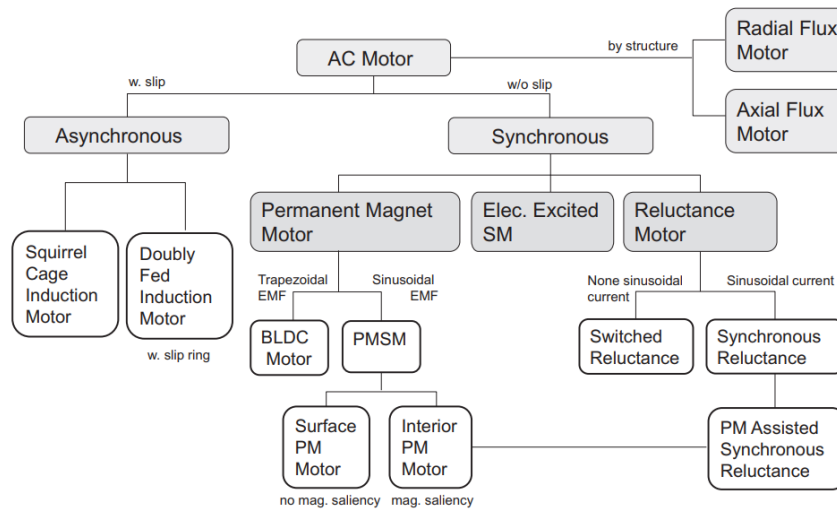 AC Motor
by structure
Radial Flux
Motor
Axial Flux
Motor
w. slip
w/o slip
Asynchronous
Synchronous
Squirrel
Cage
Induction
Motor
Doubly
Fed
Induction
Motor
w. slip ring
Permanent Magnet
Motor
Elec. Excited
SM
Reluctance
Motor
Trapezoidal
EMF
Sinusoidal
EMF
None sinusoidal
current
Sinusoidal current
BLDC
Motor
PMSM
Switched
Reluctance
Synchronous
Reluctance
Surface
PM
Motor
no mag. saliency
Interior
PM
Motor
mag. saliency
PM Assisted
Synchronous
Reluctance